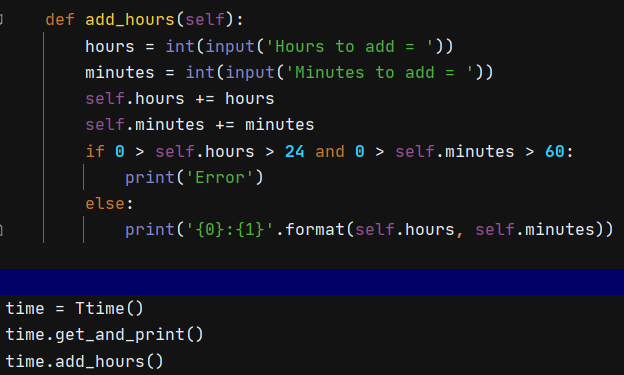 def add_hours(self):
hours = int(input('Hours to add = '))
minutes = int(input('Minutes to add = '))
self.hours += hours
self.minutes += minutes
if 0 > self.hours > 24 and 0 > self.minutes > 60:
print('Error')
else:
print('{0}:{1}'.format(self.hours, self.minutes))
time = Ttime()
time.get_and_print()
time.add_hours()